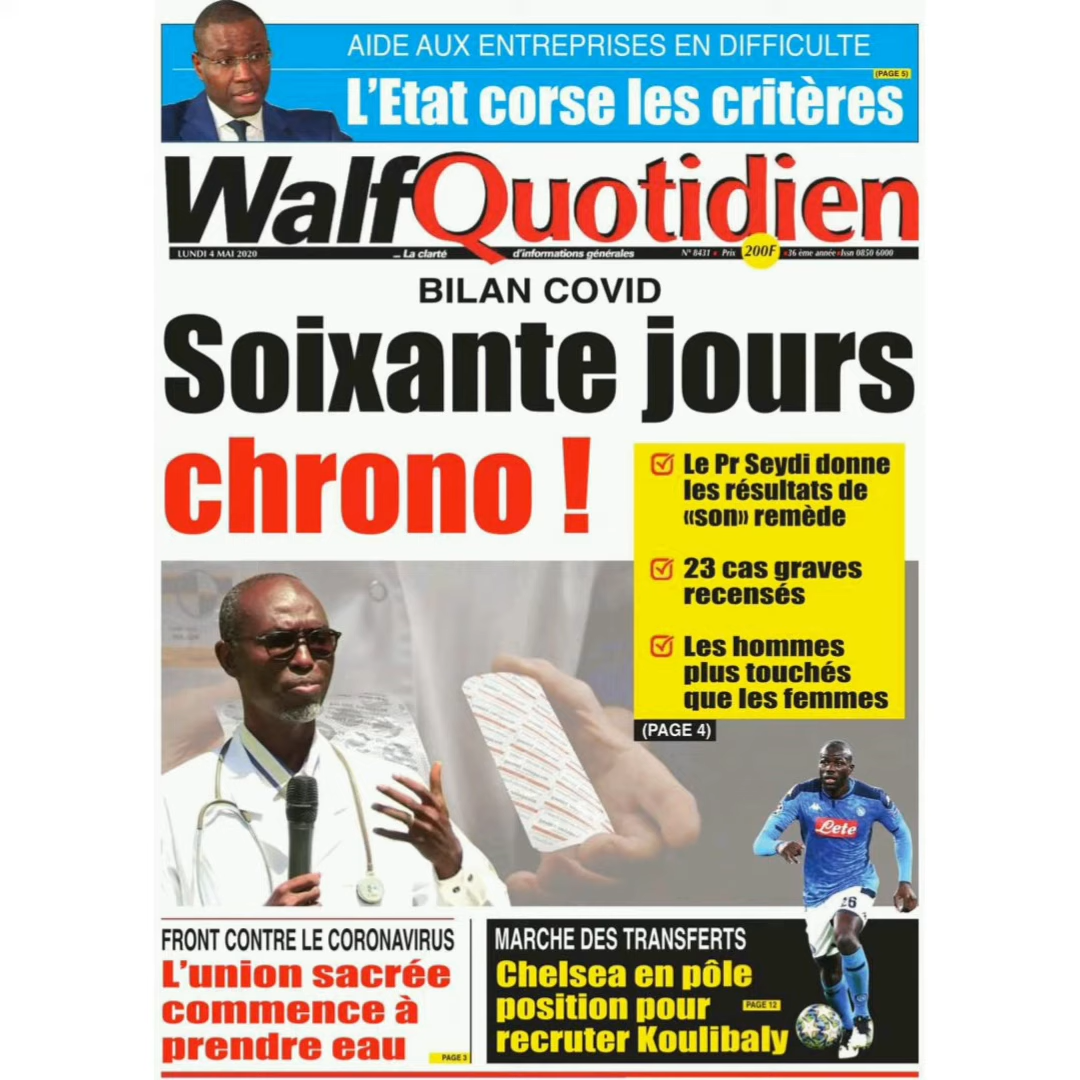 AIDE AUX ENTREPRISES EN DIFFICULTE
(PAGE 5)
L'Etat corse les critères
WalfQuotidien
LUNDI 4 MAI 2020
... La clarté
d'informations générales
N° 8431 • Prix 200F • 36 ème année • Issn 0850 6000
BILAN COVID
Soixante jours
chrono !
Le Pr Seydi donne
les résultats de
«son» remède
23 cas graves
recensés
Les hommes
plus touchés
que les femmes
(PAGE 4)
Lete
26
FRONT CONTRE LE CORONAVIRUS
L'union sacrée
commence à
prendre eau
PAGE 3
MARCHE DES TRANSFERTS
Chelsea en pôle
position pour
PAGE 12
recruter Koulibaly